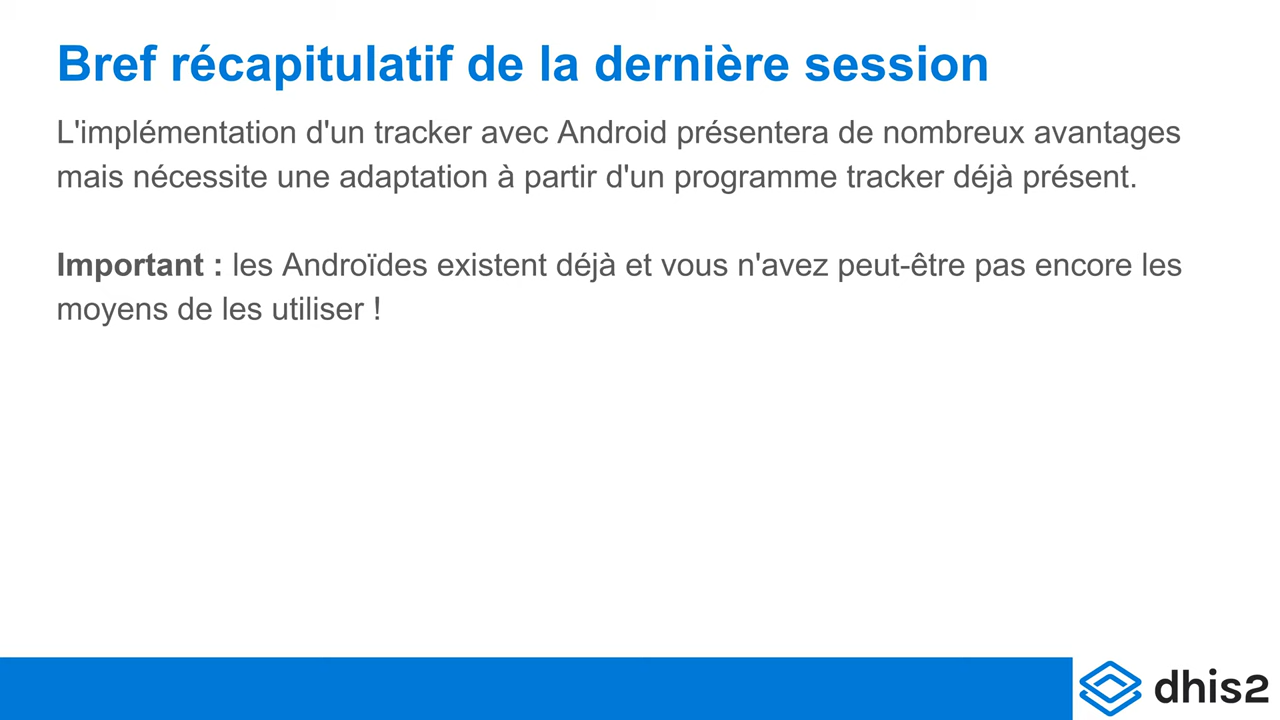 Bref récapitulatif de la dernière session
L'implémentation d'un tracker avec Android présentera de nombreux avantages
mais nécessite une adaptation à partir d'un programme tracker déjà présent.
Important : les Androïdes existent déjà et vous n'avez peut-être pas encore les
moyens de les utiliser !
dhis2